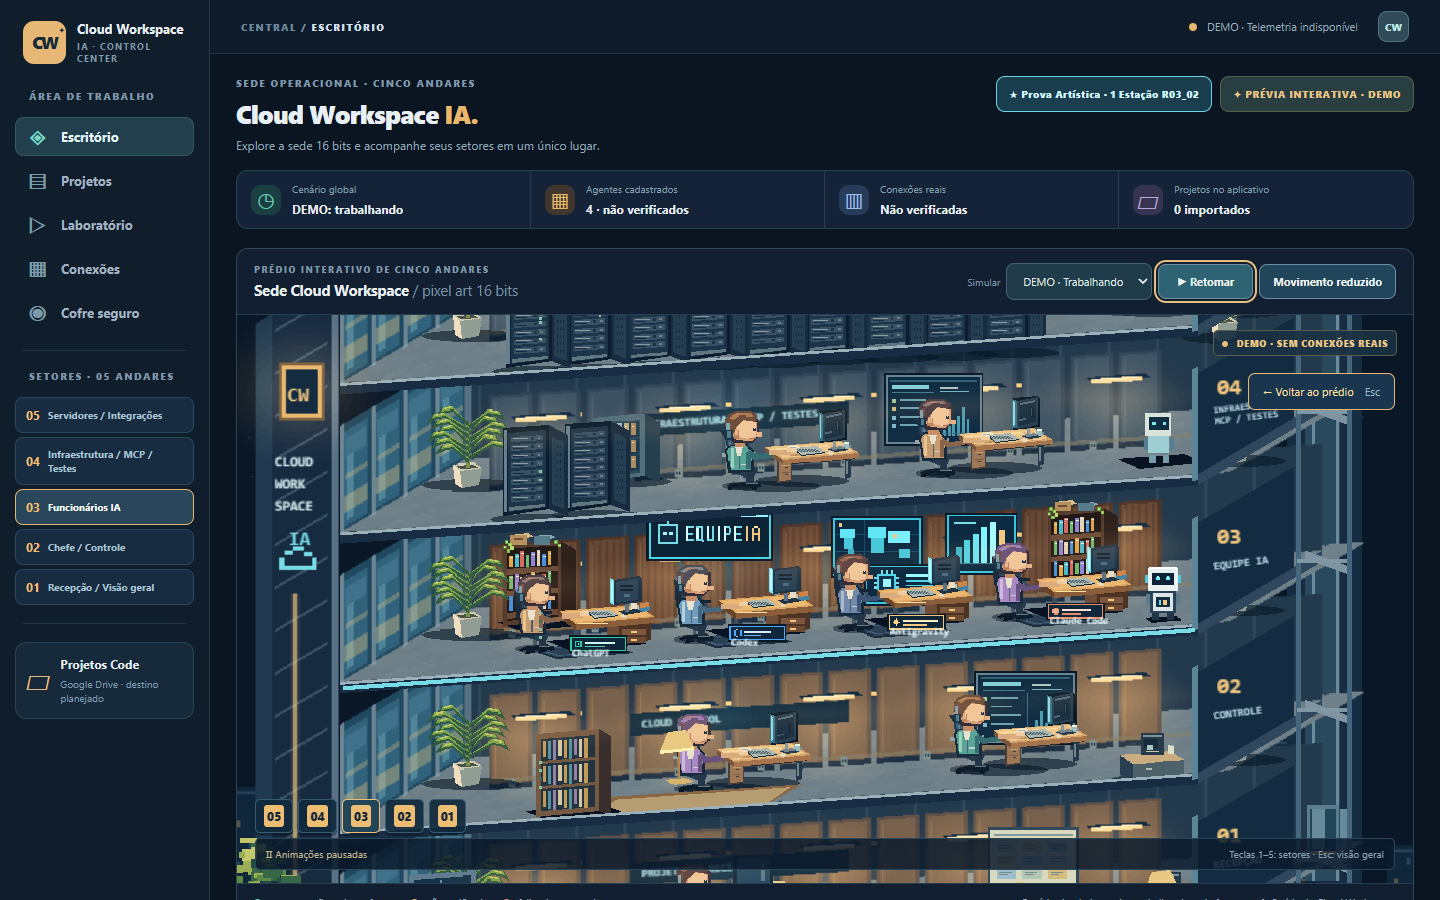 CW
Cloud Workspace
IA · CONTROL
CENTER
ÁREA DE TRABALHO
Escritório
Projetos
Laboratório
Conexões
Cofre seguro
SETORES · 05 ANDARES
05 Servidores / Integrações
04 Infraestrutura / MCP /
Testes
03 Funcionários IA
02 Chefe / Controle
01 Recepção / Visão geral
Projetos Code
Google Drive · destino
planejado
CENTRAL / ESCRITÓRIO
DEMO · Telemetria indisponível
CW
SEDE OPERACIONAL · CINCO ANDARES
Cloud Workspace IA.
Explore a sede 16 bits e acompanhe seus setores em um único lugar.
★ Prova Artística · 1 Estação R03_02
✦ PRÉVIA INTERATIVA · DEMO
Cenário global
DEMO: trabalhando
Agentes cadastrados
4 · não verificados
Conexões reais
Não verificadas
Projetos no aplicativo
0 importados
PRÉDIO INTERATIVO DE CINCO ANDARES
Sede Cloud Workspace / pixel art 16 bits
Simular
DEMO · Trabalhando
▶ Retomar
Movimento reduzido
DEMO · SEM CONEXÕES REAIS
← Voltar ao prédio Esc
CW
CLOUD
WORK
SPACE
IA
04
MCP / TESTES
/ TESTES
EQUIPEIA
03
EQUIPE IA
ChatGPT
Codex
Antigravity
Claude Code
02
CONTROLE
CLOUD
01
05 04 03 02 01
Animações pausadas
Teclas 1–5: setores · Esc: visão geral